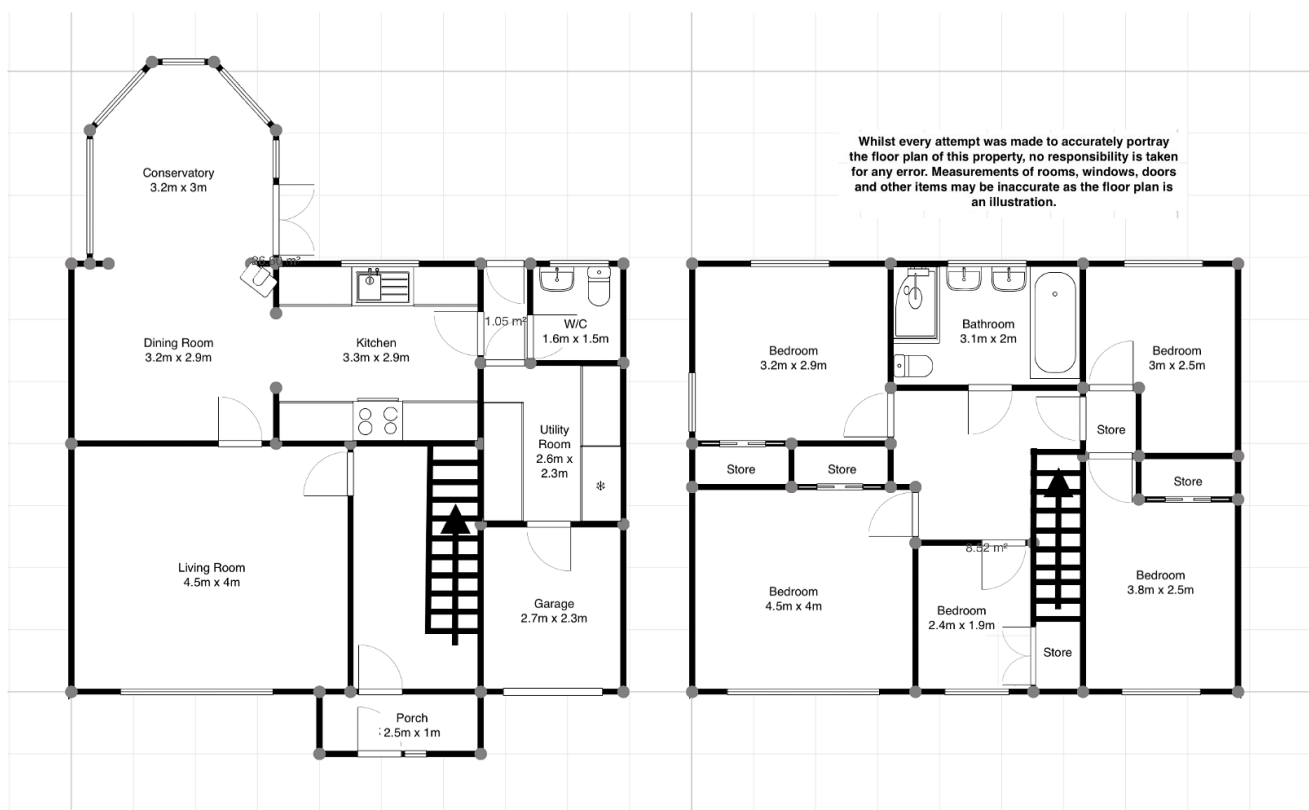 Conservatory
3.2m x 3m
Dining Room
3.2m x 2.9m
Kitchen
3.3m x 2.9m
1.05 m²
W/C
1.6m x 1.5m
Utility
Room
2.6m x
2.3m
Living Room
4.5m x 4m
Garage
2.7m x 2.3m
Porch
2.5m x 1m
Whilst every attempt was made to accurately portray
the floor plan of this property, no responsibility is taken
for any error. Measurements of rooms, windows, doors
and other items may be inaccurate as the floor plan is
an illustration.
Bedroom
3.2m x 2.9m
Bathroom
3.1m x 2m
Bedroom
3m x 2.5m
Store
Store
Store
Store
Bedroom
4.5m x 4m
8.52 m²
Bedroom
2.4m x 1.9m
Bedroom
3.8m x 2.5m
Store